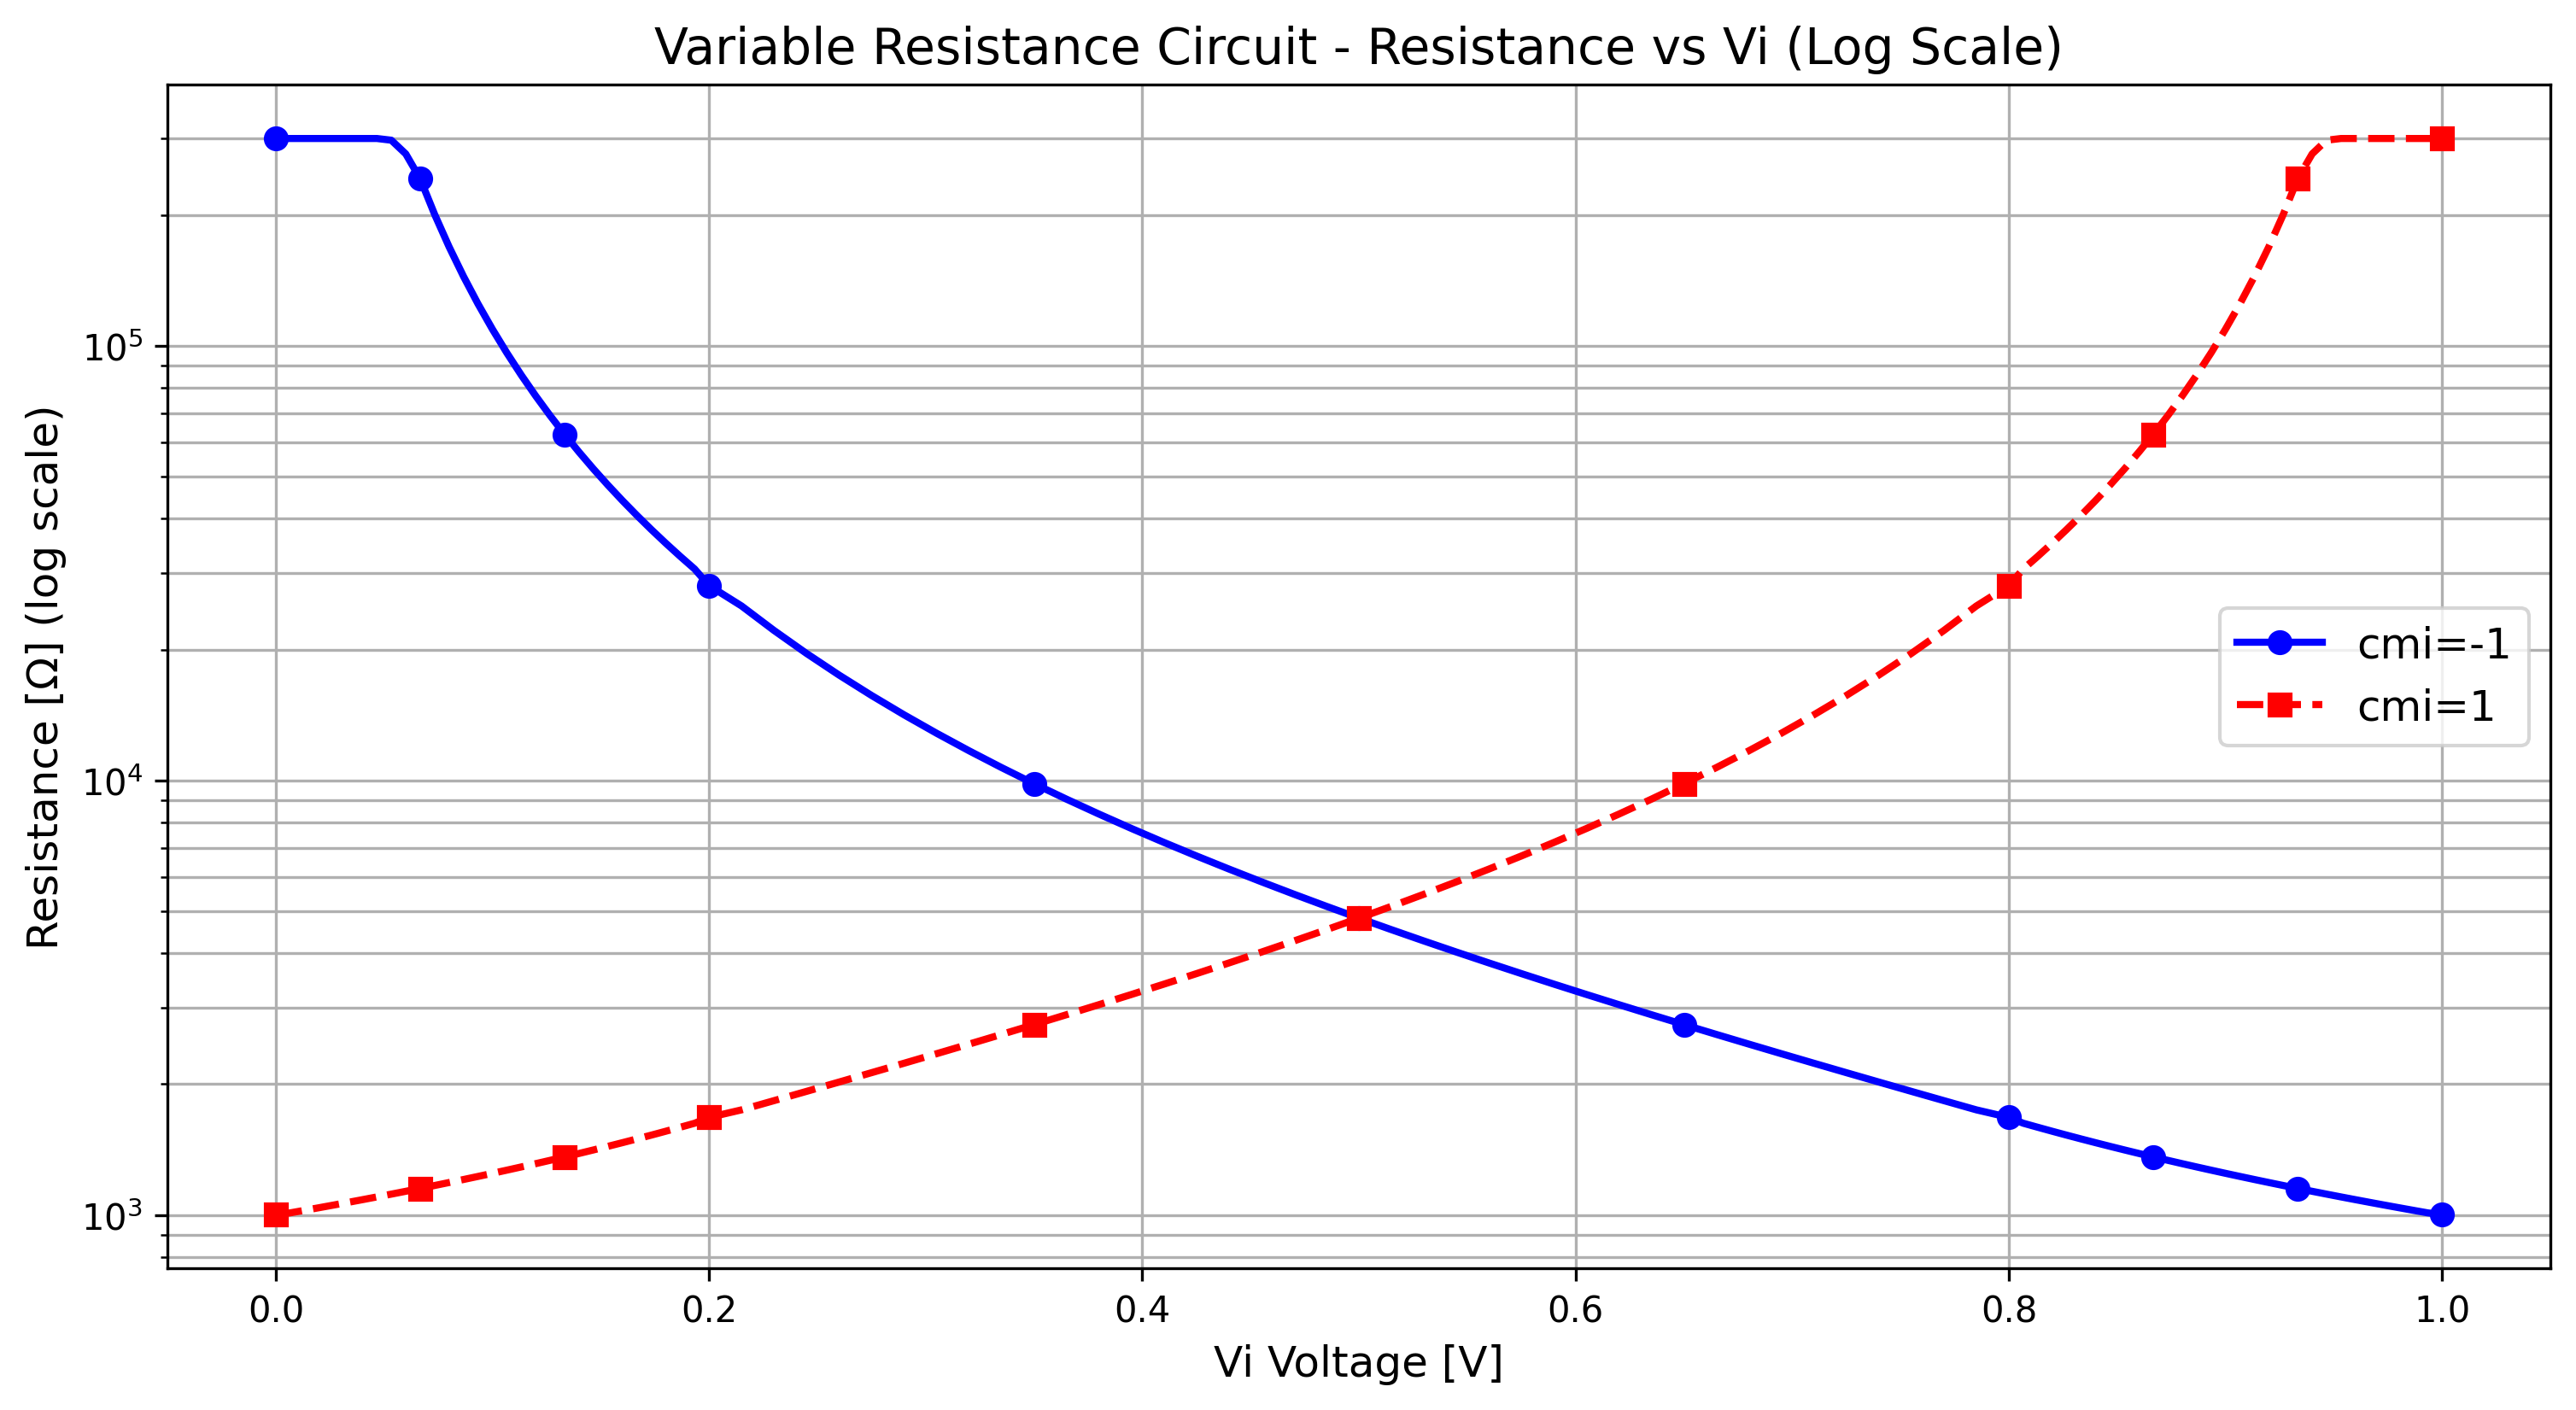 Variable Resistance Circuit - Resistance vs Vi (Log Scale)
Resistance [Ω] (log scale)
10⁵
10⁴
10³
cmi=-1
cmi=1
0.0 0.2 0.4 0.6 0.8 1.0
Vi Voltage [V]